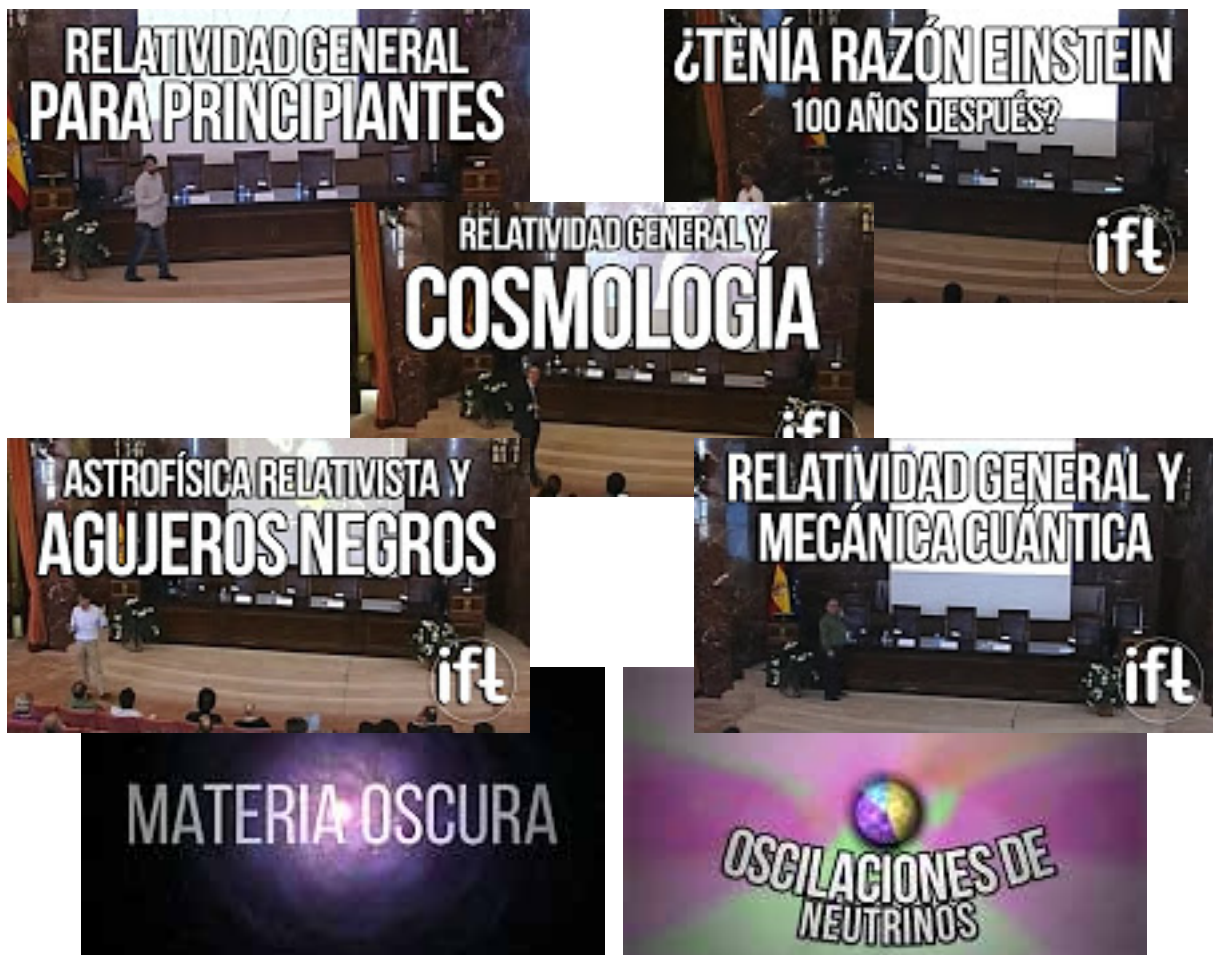 RELATIVIDAD GENERAL
PARA PRINCIPIANTES
¿TENÍA RAZÓN EINSTEIN
100 AÑOS DESPUÉS?
ift
RELATIVIDAD GENERAL Y
COSMOLOGÍA
ift
ASTROFÍSICA RELATIVISTA Y
AGUJEROS NEGROS
ift
RELATIVIDAD GENERAL Y
MECÁNICA CUÁNTICA
ift
MATERIA OSCURA
OSCILACIONES DE
NEUTRINOS